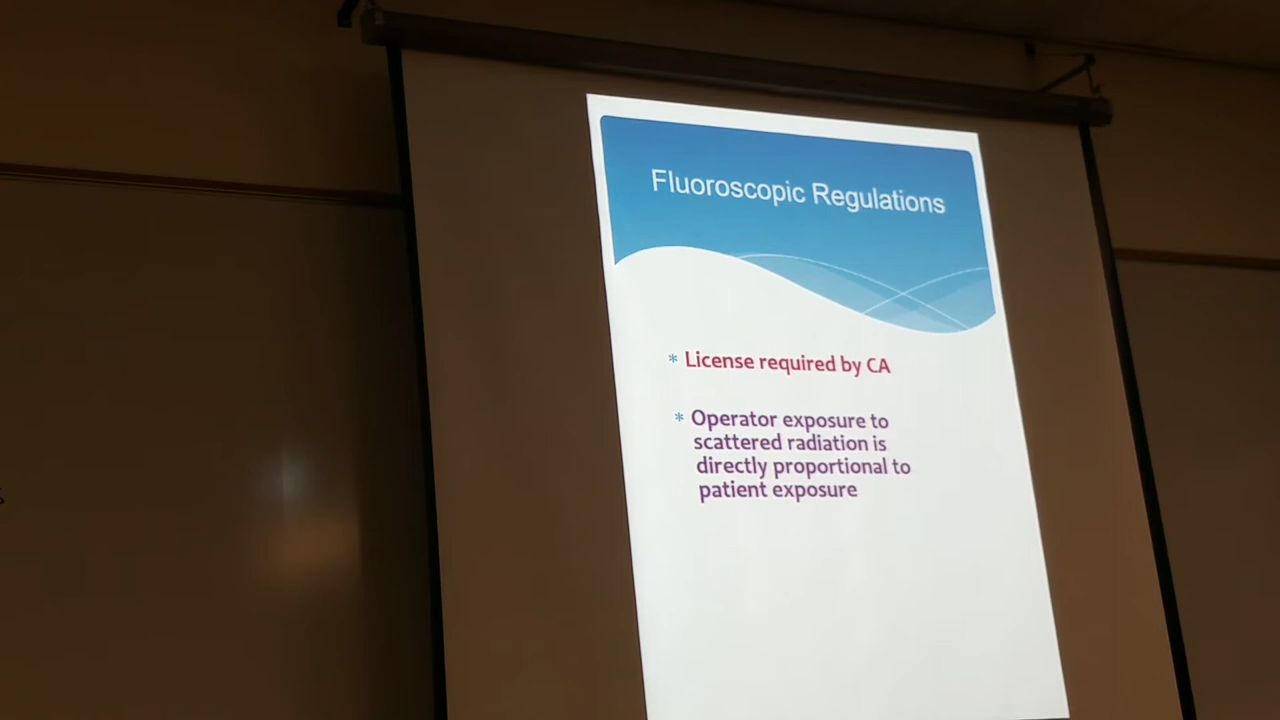 Fluoroscopic Regulations
* License required by CA
* Operator exposure to
scattered radiation is
directly proportional to
patient exposure